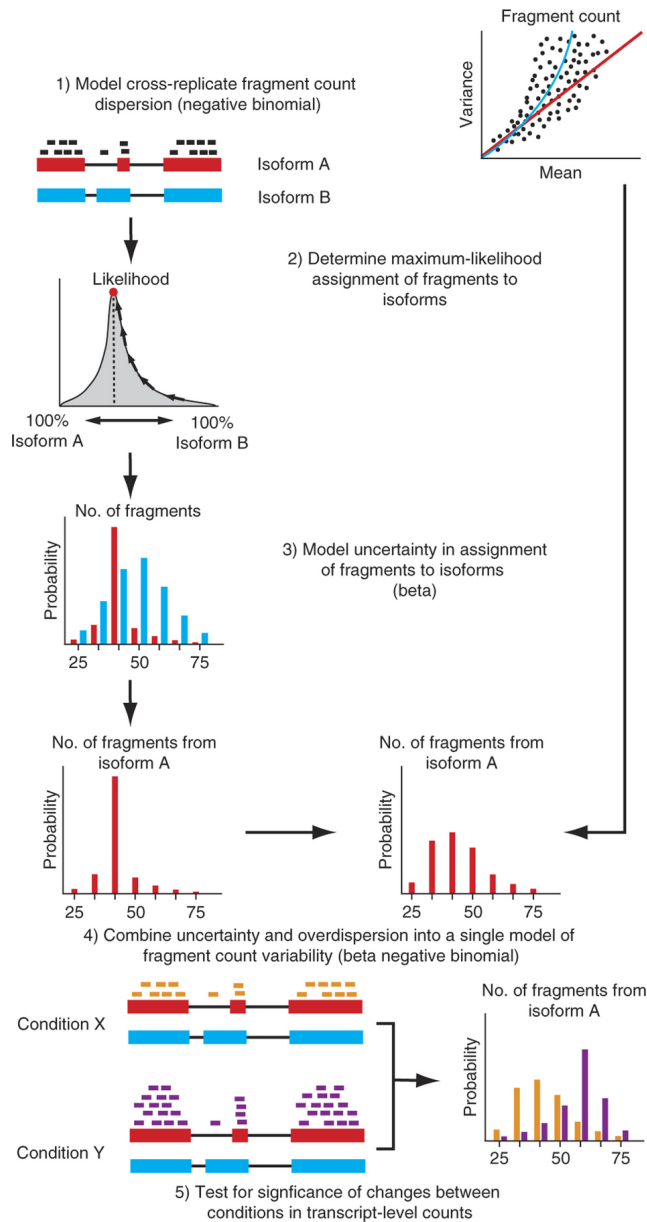 Fragment count
Variance
Mean
1) Model cross-replicate fragment count
dispersion (negative binomial)
Isoform A
Isoform B
2) Determine maximum-likelihood
assignment of fragments to
isoforms
Likelihood
100%
Isoform A
100%
Isoform B
No. of fragments
Probability
25
50
75
3) Model uncertainty in assignment
of fragments to isoforms
(beta)
No. of fragments from
isoform A
Probability
25
50
75
No. of fragments from
isoform A
Probability
25
50
75
4) Combine uncertainty and overdispersion into a single model of
fragment count variability (beta negative binomial)
Condition X
Condition Y
No. of fragments from
isoform A
Probability
25
50
75
5) Test for signficance of changes between
conditions in transcript-level counts